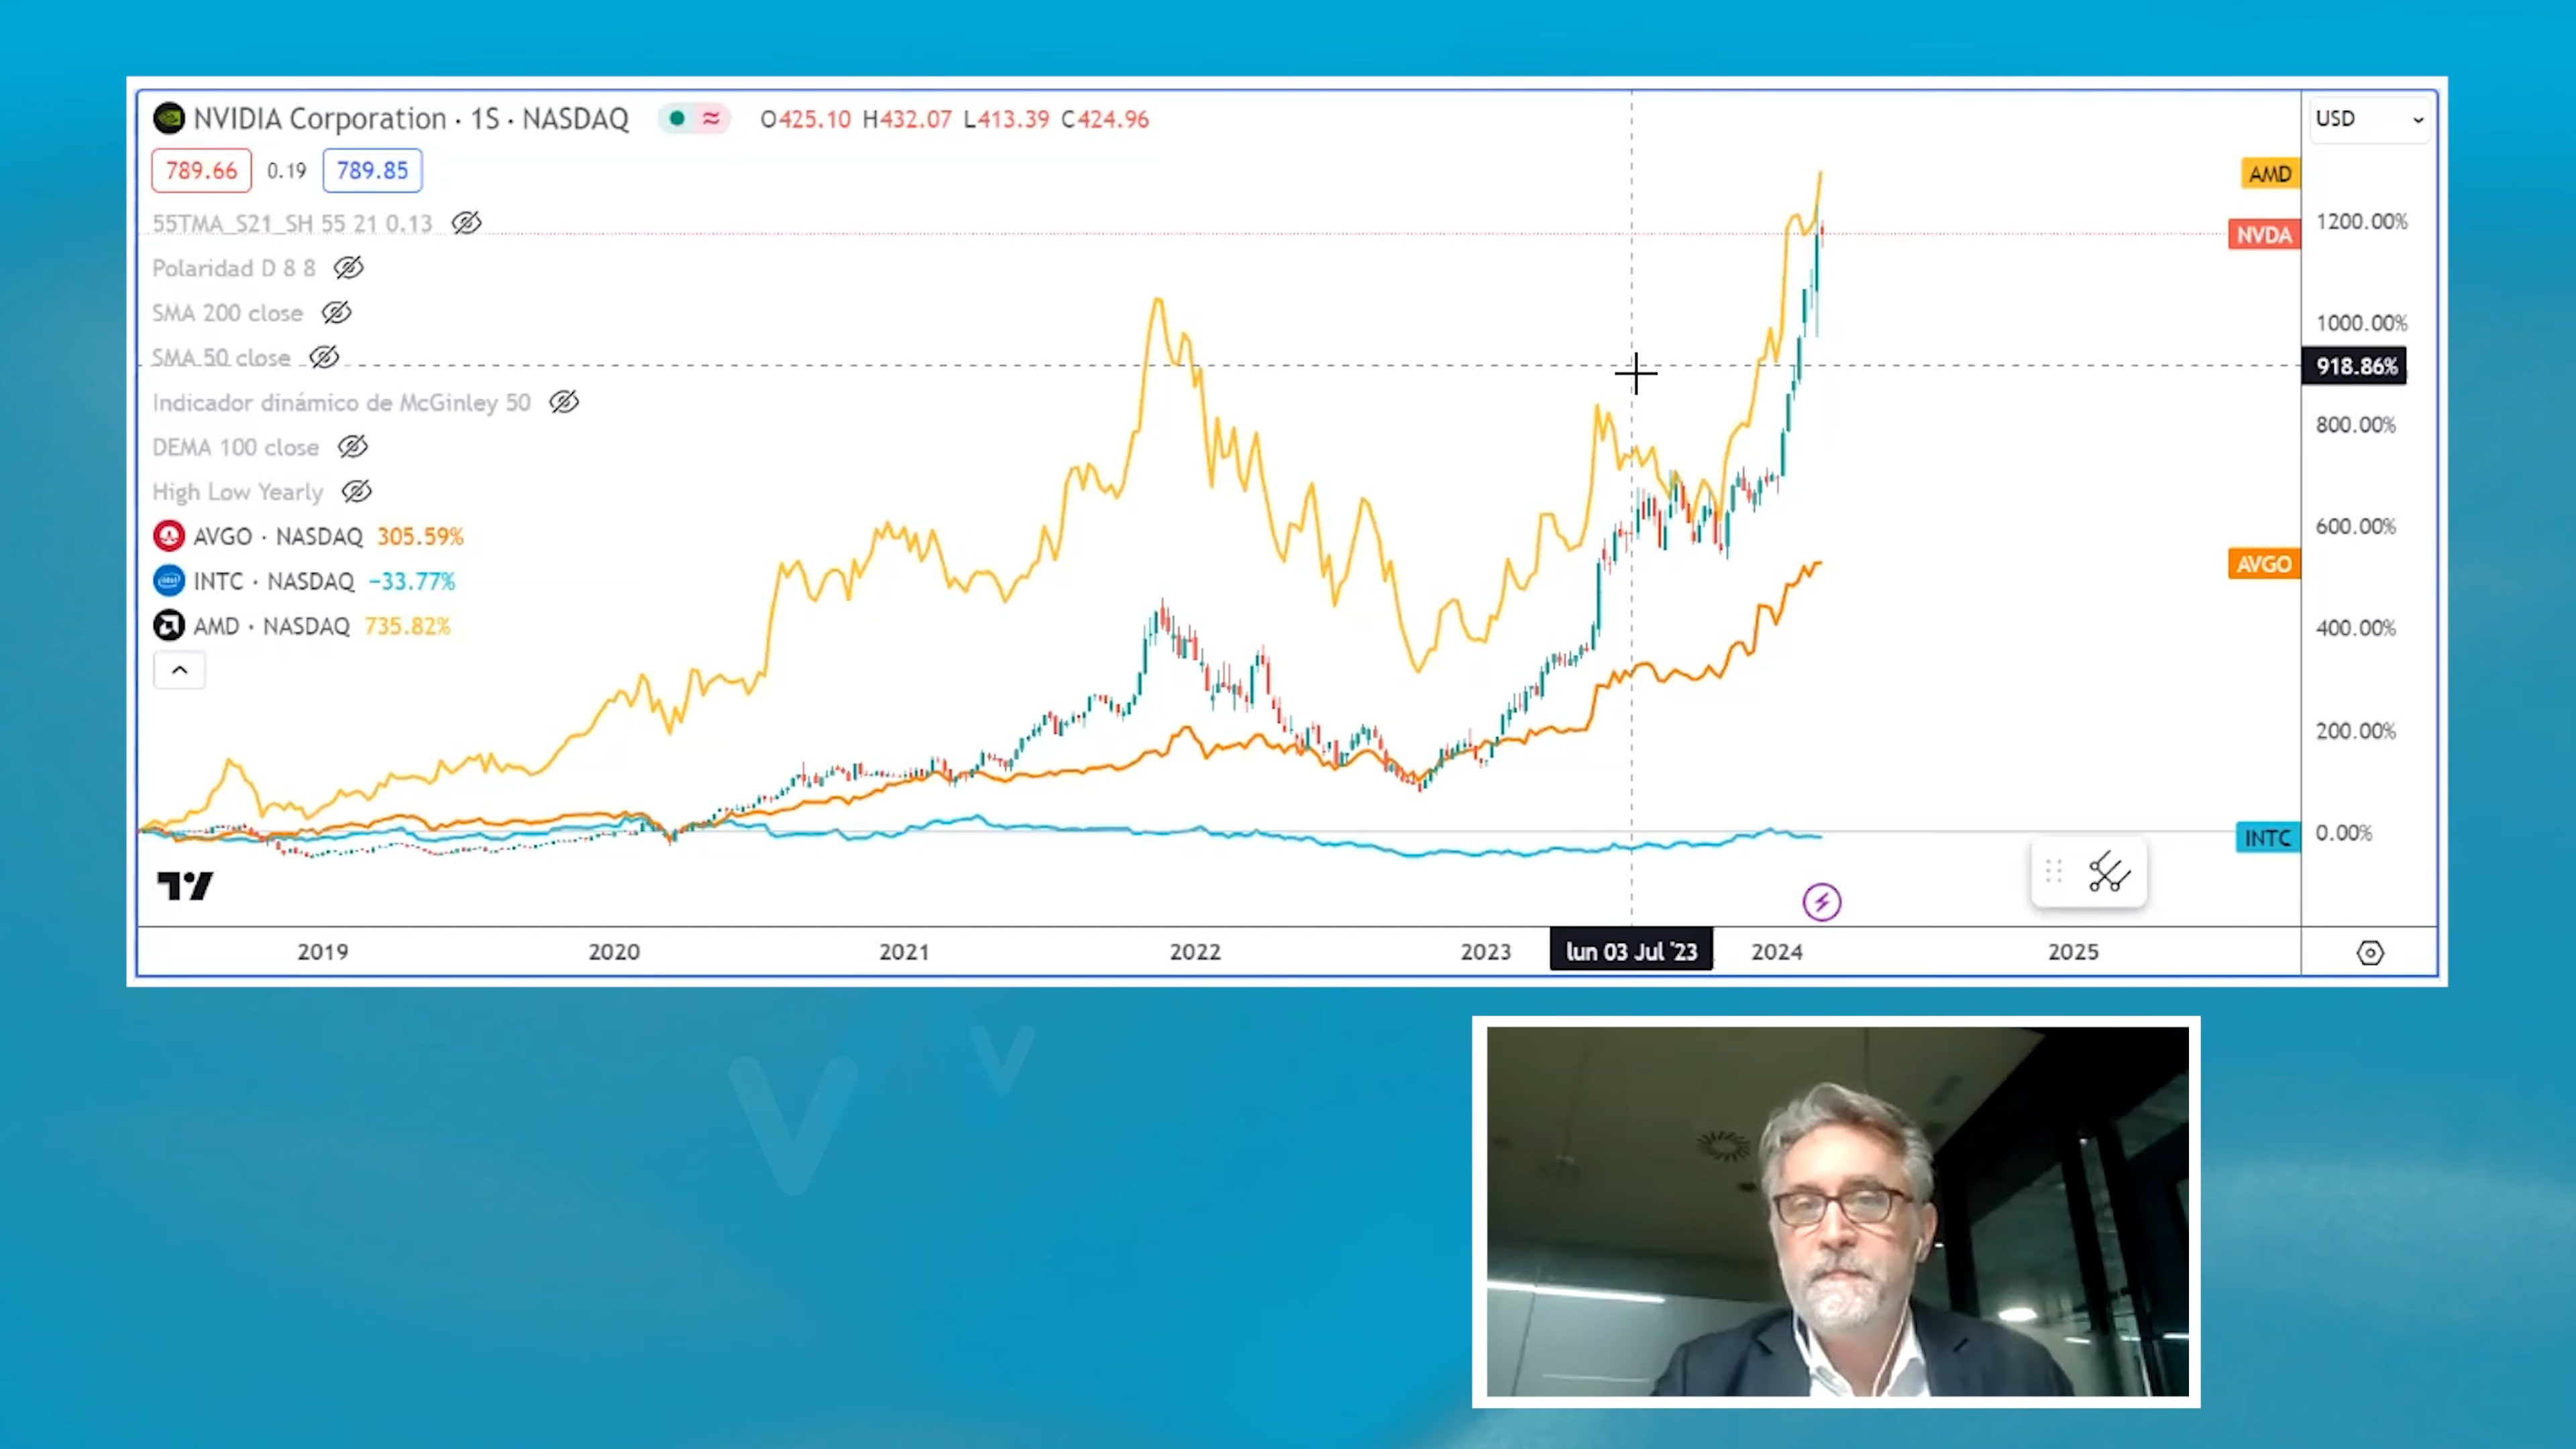 NVIDIA Corporation · 1S · NASDAQ O425.10 H432.07 L413.39 C424.96
USD
789.66 0.19 789.85
55TMA_S21_SH 55 21 0.13
Polaridad D 8 8
SMA 200 close
SMA 50 close
Indicador dinámico de McGinley 50
DEMA 100 close
High Low Yearly
AVGO · NASDAQ 305.59%
INTC · NASDAQ −33.77%
AMD · NASDAQ 735.82%
AMD
1200.00%
NVDA
1000.00%
918.86%
800.00%
600.00%
AVGO
400.00%
200.00%
INTC 0.00%
2019 2020 2021 2022 2023 lun 03 Jul '23 2024 2025